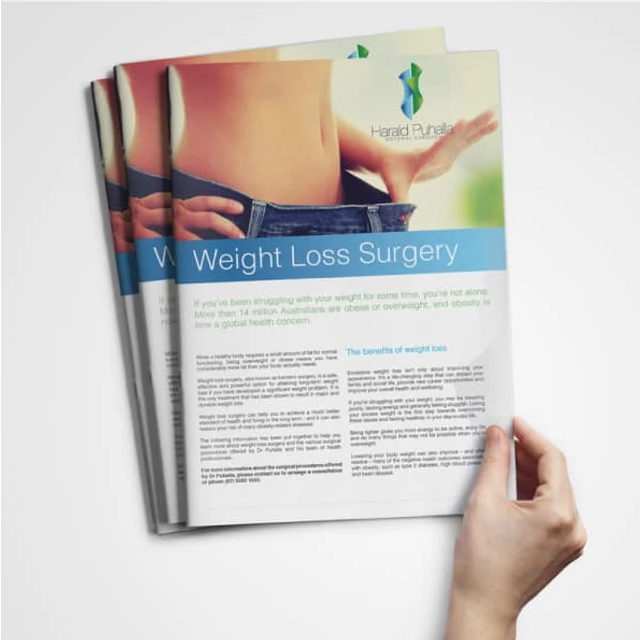 Harald Puhalla
Weight Loss Surgery
If you've been struggling with your weight for some time, you're not alone.
More than 14 million Australians are obese or overweight, and obesity is
now a global health concern.
While a healthy body requires a small amount of fat for normal
functioning, being overweight or obese means you have
considerably more fat than your body actually needs.
Weight loss surgery, also known as bariatric surgery, is a safe,
effective and powerful option for attaining long-term weight
loss if you have developed a significant weight problem. It is
the only treatment that has been shown to result in major and
durable weight loss.
Weight loss surgery can help you to achieve a much better
standard of health and living in the long term - and it can also
reduce your risk of many obesity-related diseases.
The following information has been put together to help you
learn more about weight loss surgery and the various surgical
procedures offered by Dr Puhalla and his team of health
professionals.
For more information about the surgical procedures offered
by Dr Puhalla, please contact us to arrange a consultation
or phone
The benefits of weight loss
Excessive weight loss isn't only about improving your
appearance. It's a life-changing step that can impact your
family and social life, provide new career opportunities and
improve your overall health and wellbeing.
If you're struggling with your weight, you may be sleeping
poorly, lacking energy and generally feeling sluggish. Losing
your excess weight is the first step towards overcoming
these issues and feeling healthier in your day-to-day life.
Being lighter gives you more energy to be active, enjoy life
and do many things that may not be possible when you're
overweight.
Lowering your body weight can also improve - and
resolve - many of the negative health outcomes associated
with obesity, such as type 2 diabetes, high blood pressure
and heart disease.